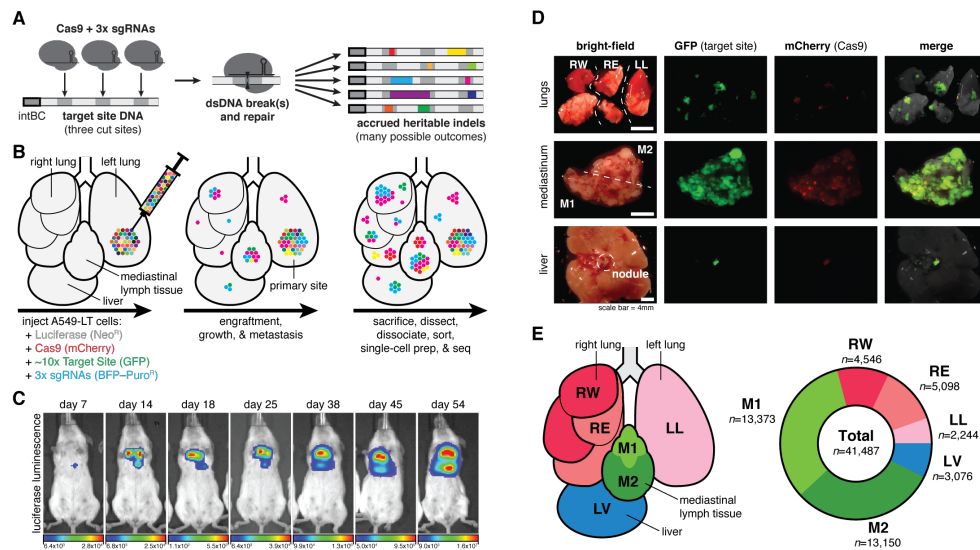 A
Cas9 + 3x sgRNAs
intBC
target site DNA
(three cut sites)
dsDNA break(s)
and repair
accrued heritable indels
(many possible outcomes)
B
right lung
left lung
mediastinal
lymph tissue
liver
primary site
inject A549-LT cells:
+ Luciferase (Neoᴿ)
+ Cas9 (mCherry)
+ ~10x Target Site (GFP)
+ 3x sgRNAs (BFP–Puroᴿ)
engraftment,
growth, & metastasis
sacrifice, dissect,
dissociate, sort,
single-cell prep, & seq
C
luciferase luminescence
day 7
day 14
day 18
day 25
day 38
day 45
day 54
D
bright-field
GFP (target site)
mCherry (Cas9)
merge
lungs
RW
RE
LL
mediastinum
M2
M1
liver
nodule
scale bar = 4mm
E
right lung
left lung
RW
RE
LL
M1
M2
LV
mediastinal
lymph tissue
liver
RW
n=4,546
RE
n=5,098
LL
n=2,244
LV
n=3,076
M2
n=13,150
M1
n=13,373
Total
n=41,487